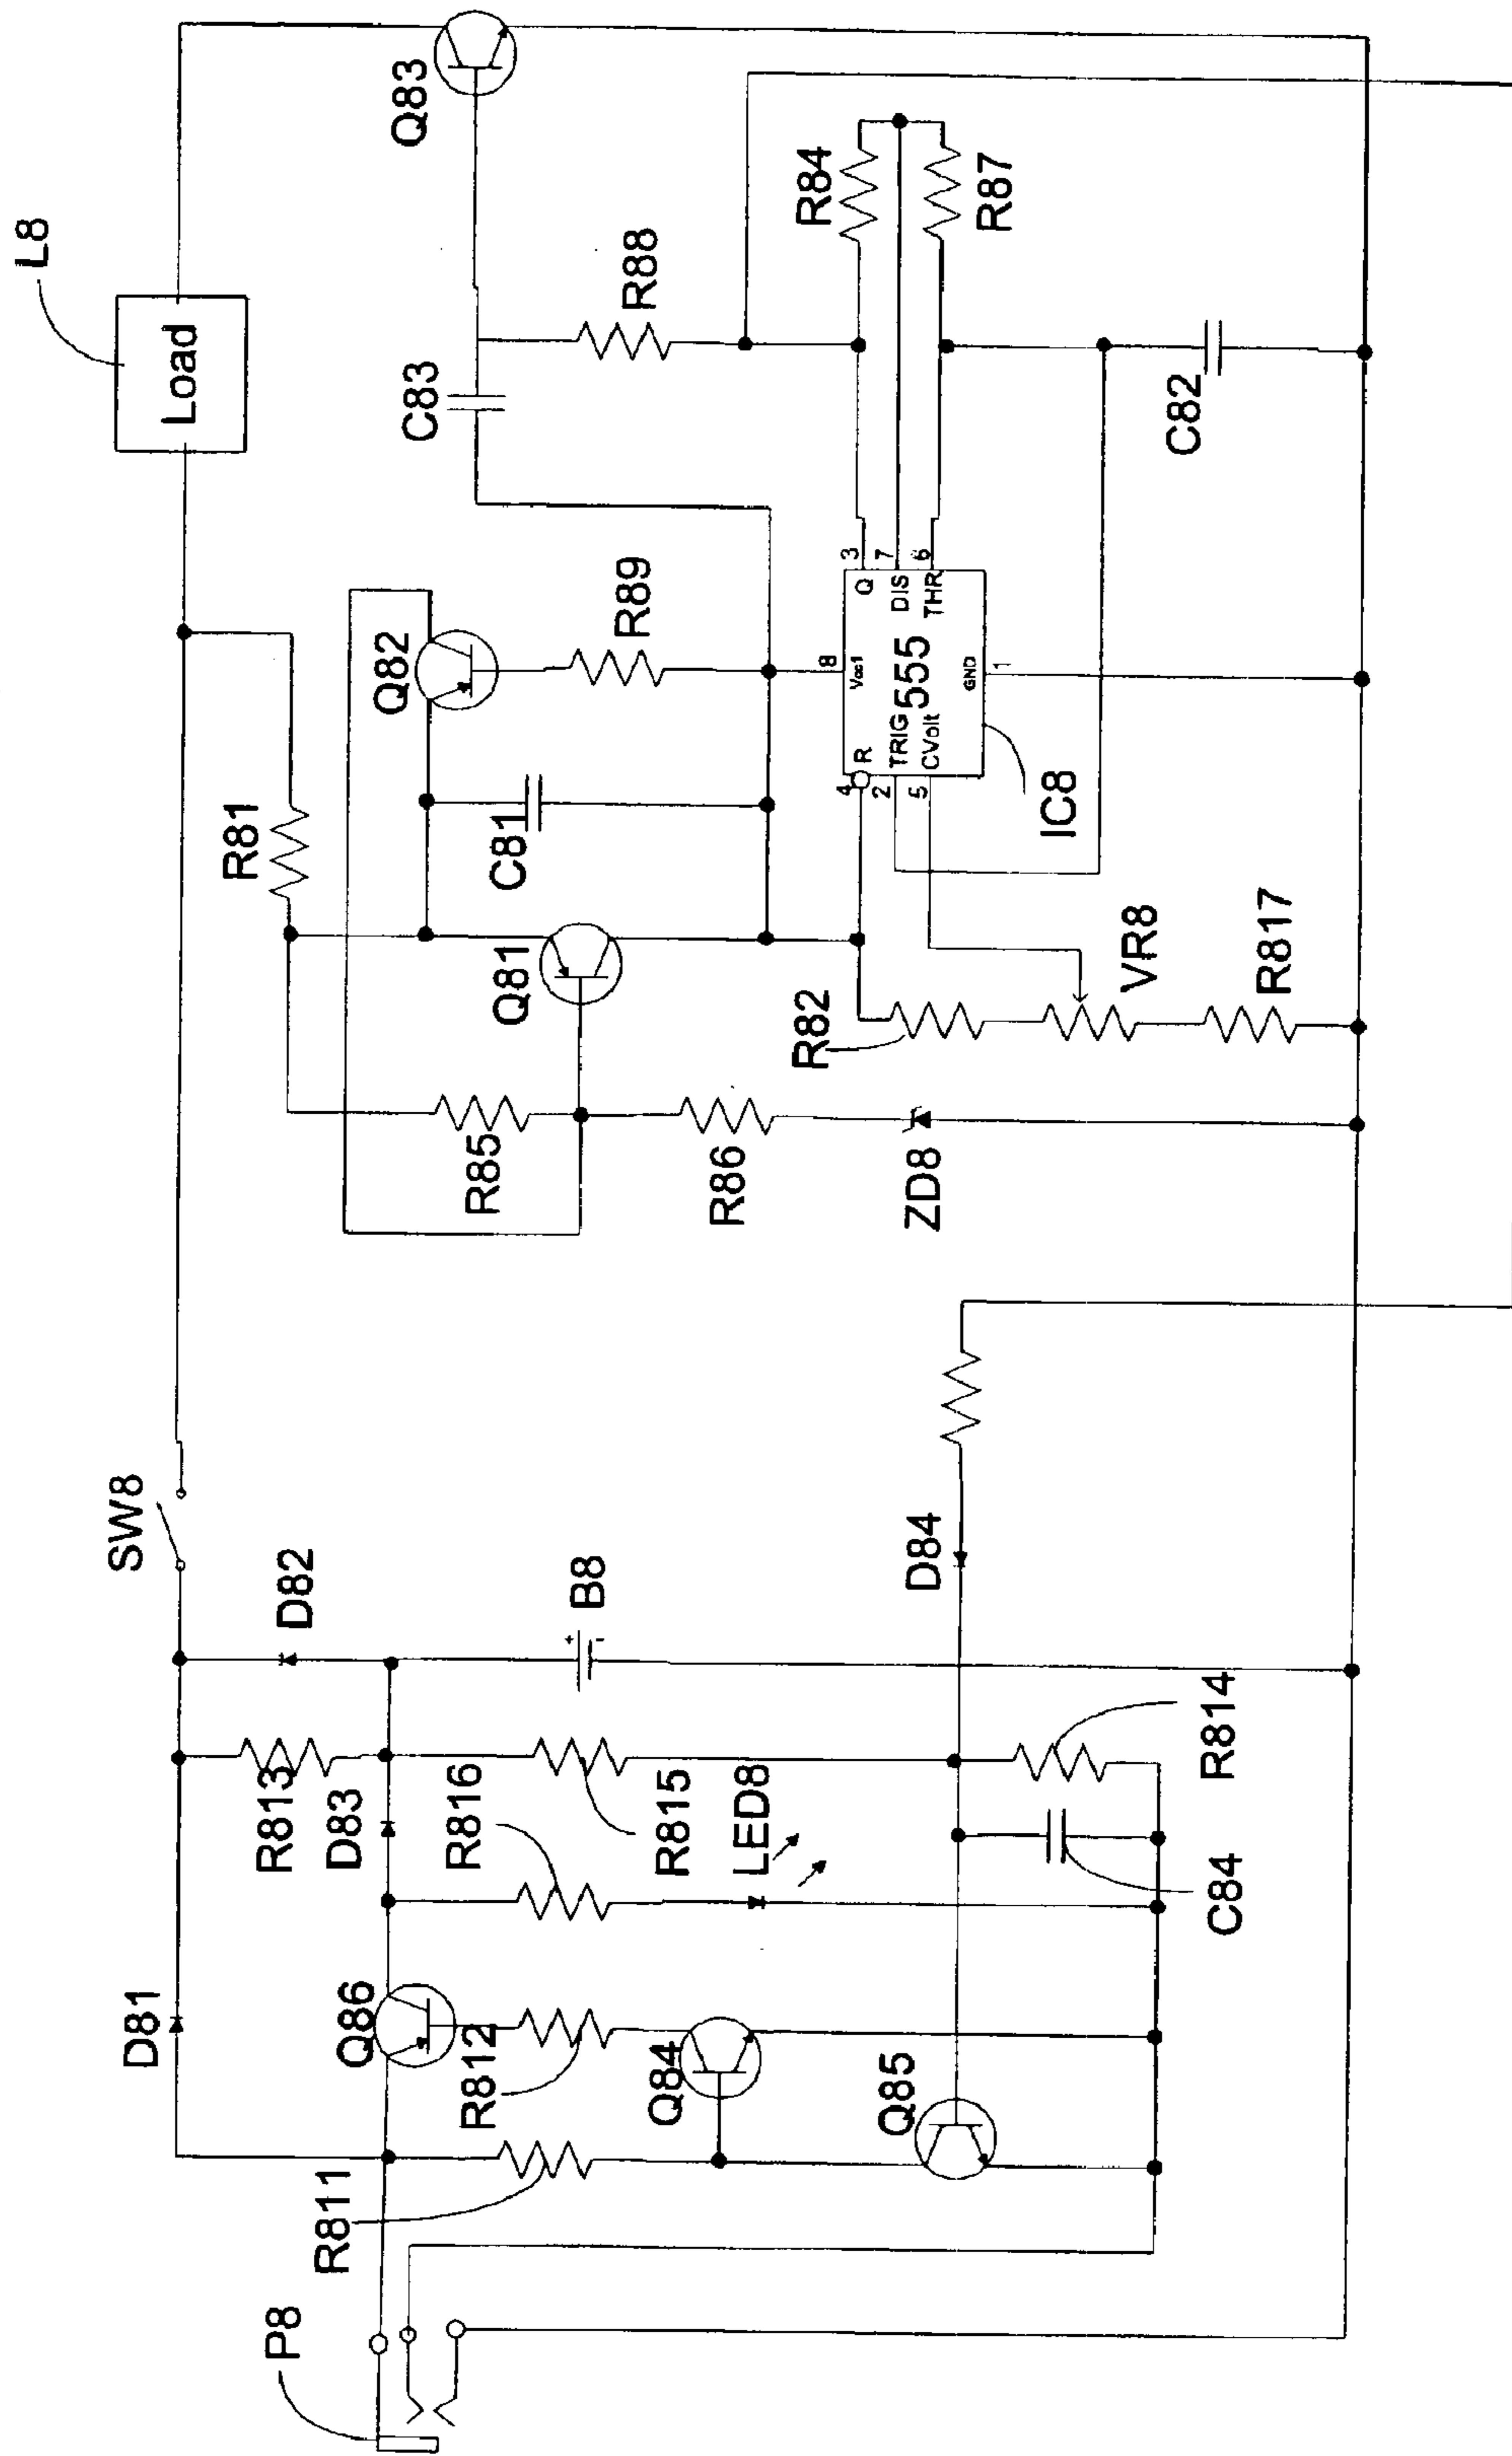 L8
Load
Q83
C83
R88
R84
R87
C82
Q82
R89
R81
C81
Q81
8
Vcc1
3
Q
7
DIS
6
THR
555
4
R
2
TRIG
5
CVolt
GND
1
IC8
R82
VR8
R817
R85
R86
ZD8
SW8
D82
B8
+
-
D84
R813
D83
R816
R815
LED8
R814
C84
D81
Q86
R812
Q84
Q85
R811
P8